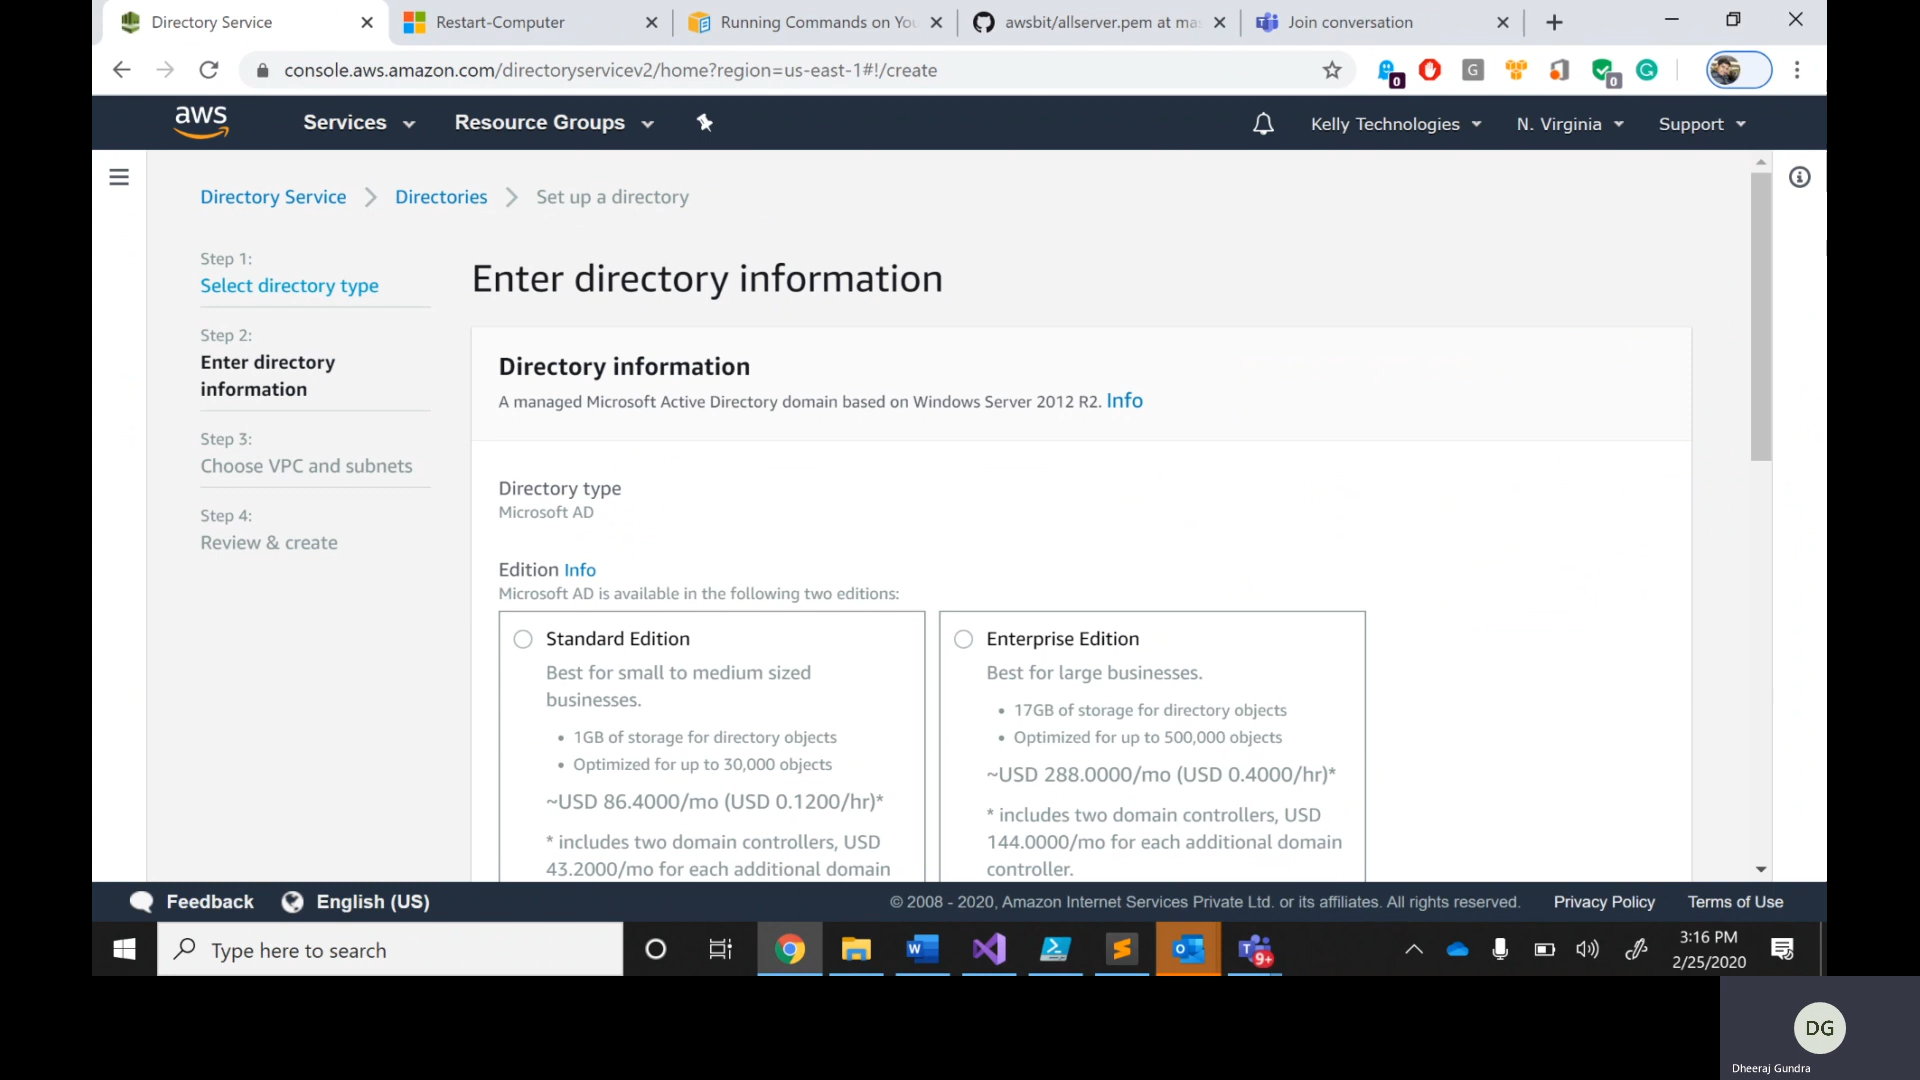 Directory Service
Restart-Computer
Running Commands on You
awsbit/allserver.pem at mas
Join conversation
console.aws.amazon.com/directoryservicev2/home?region=us-east-1#!/create
0
G
0
aws
Services
Resource Groups
Kelly Technologies
N. Virginia
Support
Directory Service
Directories
Set up a directory
Step 1:
Select directory type
Step 2:
Enter directory
information
Step 3:
Choose VPC and subnets
Step 4:
Review & create
Enter directory information
Directory information
A managed Microsoft Active Directory domain based on Windows Server 2012 R2. Info
Directory type
Microsoft AD
Edition Info
Microsoft AD is available in the following two editions:
Standard Edition
Best for small to medium sized
businesses.
• 1GB of storage for directory objects
• Optimized for up to 30,000 objects
~USD 86.4000/mo (USD 0.1200/hr)*
* includes two domain controllers, USD
43.2000/mo for each additional domain
Enterprise Edition
Best for large businesses.
• 17GB of storage for directory objects
• Optimized for up to 500,000 objects
~USD 288.0000/mo (USD 0.4000/hr)*
* includes two domain controllers, USD
144.0000/mo for each additional domain
controller.
Feedback
English (US)
© 2008 - 2020, Amazon Internet Services Private Ltd. or its affiliates. All rights reserved.
Privacy Policy
Terms of Use
Type here to search
9+
3:16 PM
2/25/2020
DG
Dheeraj Gundra